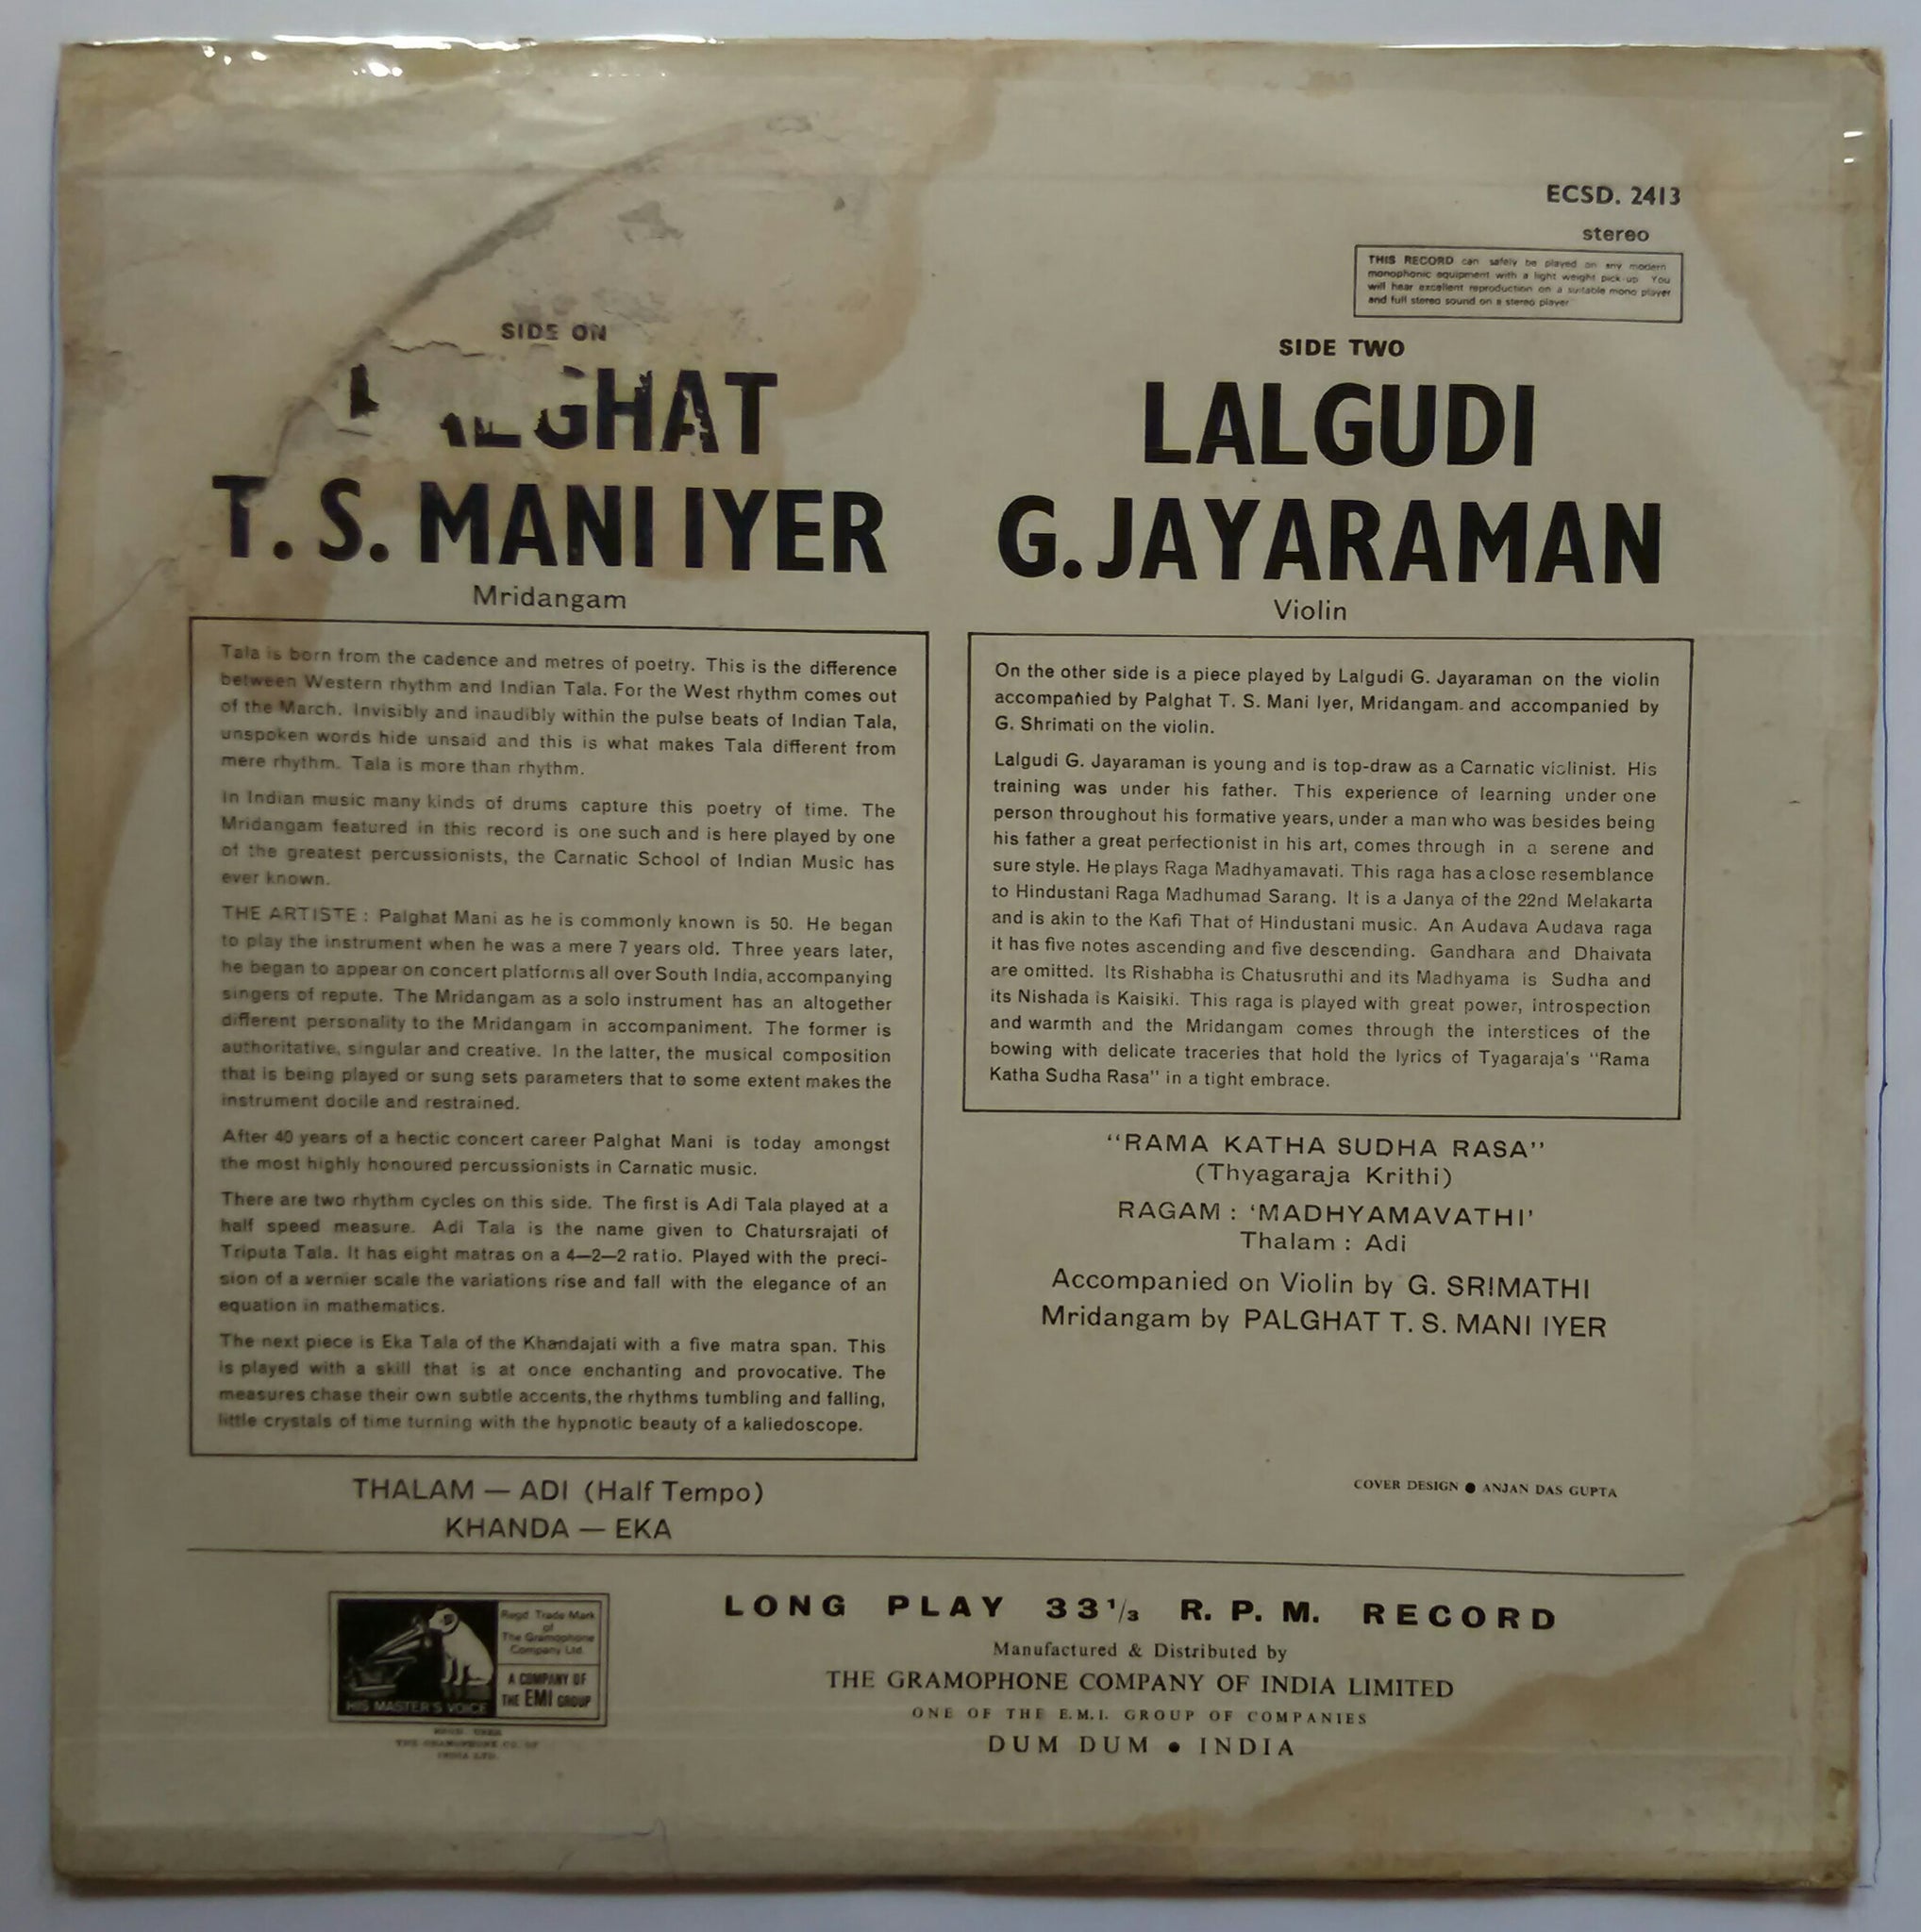 ECSD. 2413
stereo
THIS RECORD can safely be played on any modern
monophonic equipment with a light weight pick-up You
will hear excellent reproduction on a suitable mono player
and full stereo sound on a stereo player
SIDE ON
GHAT
T. S. MANI IYER
Mridangam
Tala is born from the cadence and metres of poetry. This is the difference
between Western rhythm and Indian Tala. For the West rhythm comes out
of the March. Invisibly and inaudibly within the pulse beats of Indian Tala,
unspoken words hide unsaid and this is what makes Tala different from
mere rhythm. Tala is more than rhythm.
In Indian music many kinds of drums capture this poetry of time. The
Mridangam featured in this record is one such and is here played by one
of the greatest percussionists, the Carnatic School of Indian Music has
ever known.
THE ARTISTE : Palghat Mani as he is commonly known is 50. He began
to play the instrument when he was a mere 7 years old. Three years later,
he began to appear on concert platforms all over South India, accompanying
singers of repute. The Mridangam as a solo instrument has an altogether
different personality to the Mridangam in accompaniment. The former is
authoritative, singular and creative. In the latter, the musical composition
that is being played or sung sets parameters that to some extent makes the
instrument docile and restrained.
After 40 years of a hectic concert career Palghat Mani is today amongst
the most highly honoured percussionists in Carnatic music.
There are two rhythm cycles on this side. The first is Adi Tala played at a
half speed measure. Adi Tala is the name given to Chatursrajati of
Triputa Tala. It has eight matras on a 4—2—2 ratio. Played with the preci-
sion of a vernier scale the variations rise and fall with the elegance of an
equation in mathematics.
The next piece is Eka Tala of the Khandajati with a five matra span. This
is played with a skill that is at once enchanting and provocative. The
measures chase their own subtle accents, the rhythms tumbling and falling,
little crystals of time turning with the hypnotic beauty of a kaliedoscope.
THALAM — ADI (Half Tempo)
KHANDA — EKA
SIDE TWO
LALGUDI
G. JAYARAMAN
Violin
On the other side is a piece played by Lalgudi G. Jayaraman on the violin
accompanied by Palghat T. S. Mani Iyer, Mridangam and accompanied by
G. Shrimati on the violin.
Lalgudi G. Jayaraman is young and is top-draw as a Carnatic violinist. His
training was under his father. This experience of learning under one
person throughout his formative years, under a man who was besides being
his father a great perfectionist in his art, comes through in a serene and
sure style. He plays Raga Madhyamavati. This raga has a close resemblance
to Hindustani Raga Madhumad Sarang. It is a Janya of the 22nd Melakarta
and is akin to the Kafi That of Hindustani music. An Audava Audava raga
it has five notes ascending and five descending. Gandhara and Dhaivata
are omitted. Its Rishabha is Chatusruthi and its Madhyama is Sudha and
its Nishada is Kaisiki. This raga is played with great power, introspection
and warmth and the Mridangam comes through the interstices of the
bowing with delicate traceries that hold the lyrics of Tyagaraja's "Rama
Katha Sudha Rasa" in a tight embrace.
"RAMA KATHA SUDHA RASA"
(Thyagaraja Krithi)
RAGAM : 'MADHYAMAVATHI'
Thalam : Adi
Accompanied on Violin by G. SRIMATHI
Mridangam by PALGHAT T. S. MANI IYER
COVER DESIGN ● ANJAN DAS GUPTA
HIS MASTER'S VOICE
Regd. Trade Mark
of
The Gramophone
Company Ltd.
A COMPANY OF
THE EMI GROUP
REGD. USER
THE GRAMOPHONE CO. OF
INDIA LTD.
LONG PLAY 33⅓ R. P. M. RECORD
Manufactured & Distributed by
THE GRAMOPHONE COMPANY OF INDIA LIMITED
ONE OF THE E.M.I. GROUP OF COMPANIES
DUM DUM ● INDIA